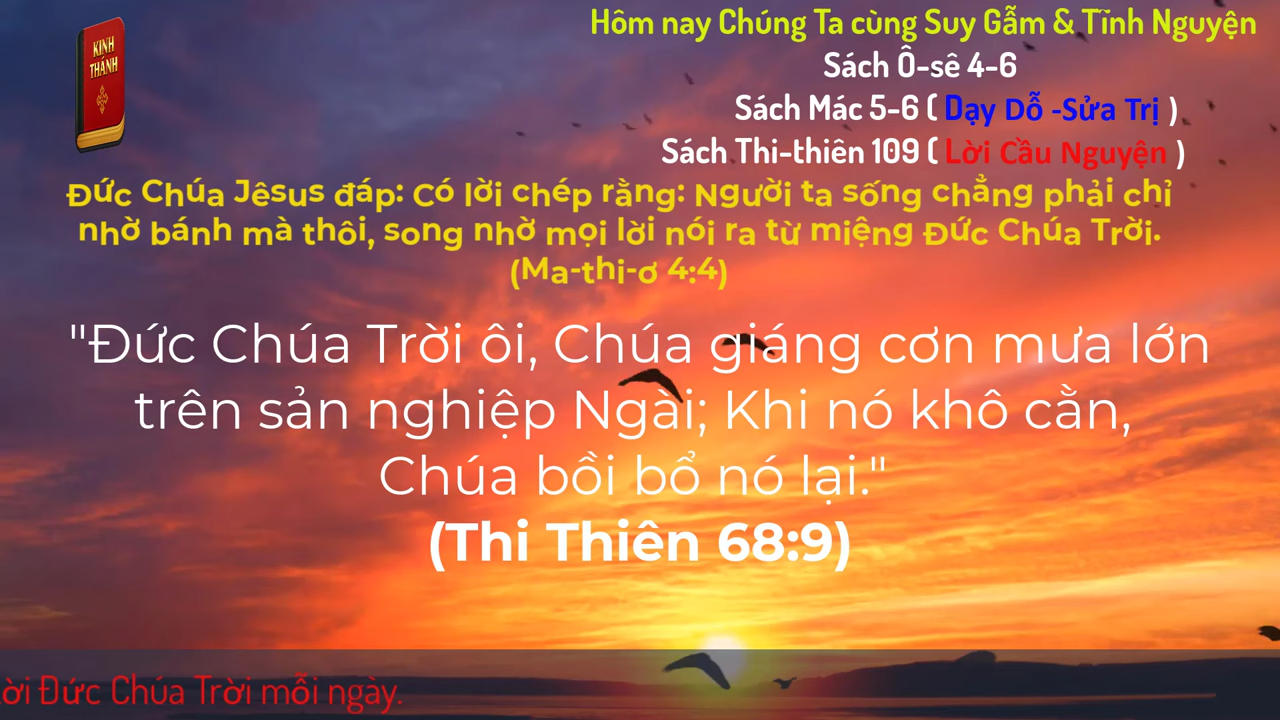 KINH
THÁNH
Hôm nay Chúng Ta cùng Suy Gẫm & Tĩnh Nguyện
Sách Ô-sê 4-6
Sách Mác 5-6 ( Dạy Dỗ -Sửa Trị )
Sách Thi-thiên 109 ( Lời Cầu Nguyện )
Đức Chúa Jêsus đáp: Có lời chép rằng: Người ta sống chẳng phải chỉ
nhờ bánh mà thôi, song nhờ mọi lời nói ra từ miệng Đức Chúa Trời.
(Ma-thi-ơ 4:4)
"Đức Chúa Trời ôi, Chúa giáng cơn mưa lớn
trên sản nghiệp Ngài; Khi nó khô cằn,
Chúa bồi bổ nó lại."
(Thi Thiên 68:9)
Đức Chúa Trời mỗi ngày.